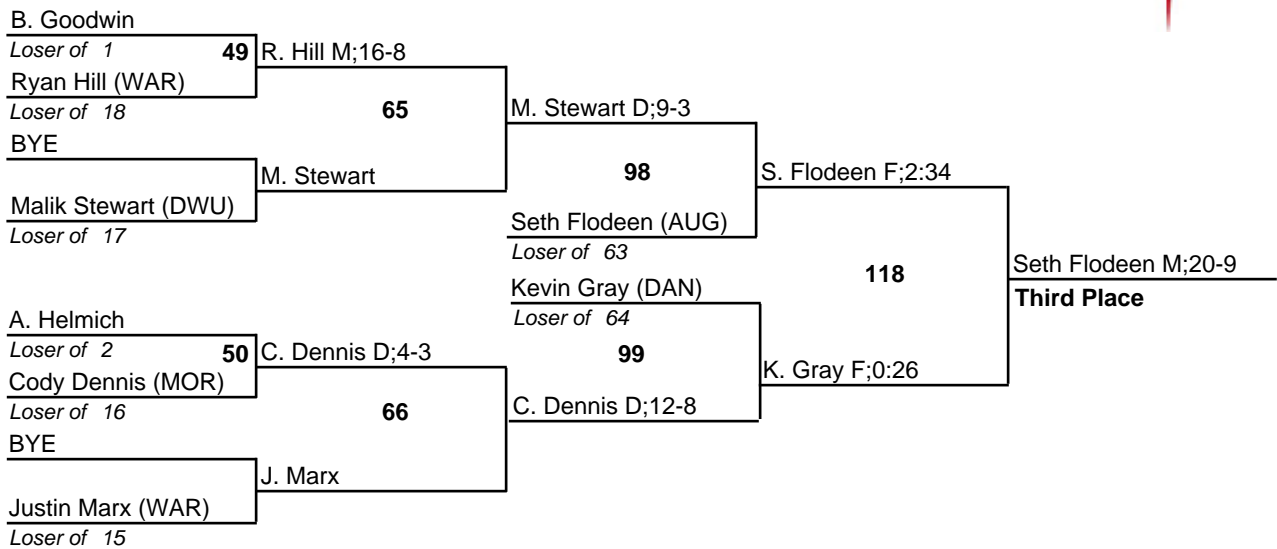 B. Goodwin
Loser of 1
49
R. Hill M;16-8
Ryan Hill (WAR)
Loser of 18
65
M. Stewart D;9-3
BYE
M. Stewart
98
S. Flodeen F;2:34
Malik Stewart (DWU)
Loser of 17
Seth Flodeen (AUG)
Loser of 63
118
Seth Flodeen M;20-9
Third Place
Kevin Gray (DAN)
Loser of 64
A. Helmich
Loser of 2
50
C. Dennis D;4-3
99
K. Gray F;0:26
Cody Dennis (MOR)
Loser of 16
66
C. Dennis D;12-8
BYE
J. Marx
Justin Marx (WAR)
Loser of 15